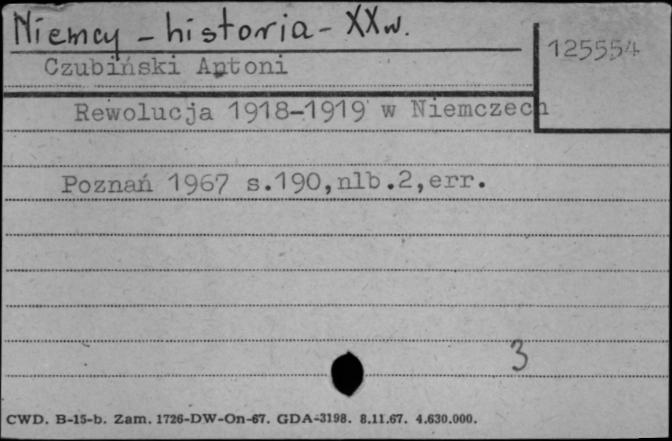 Niemcy - historia - XX w.
125554
Czubiński Antoni
Rewolucja 1918-1919 w Niemczech
Poznań 1967 s.190,nlb.2,err.
3
CWD. B-15-b. Zam. 1726-DW-On-67. GDA-3198. 8.11.67. 4.630.000.